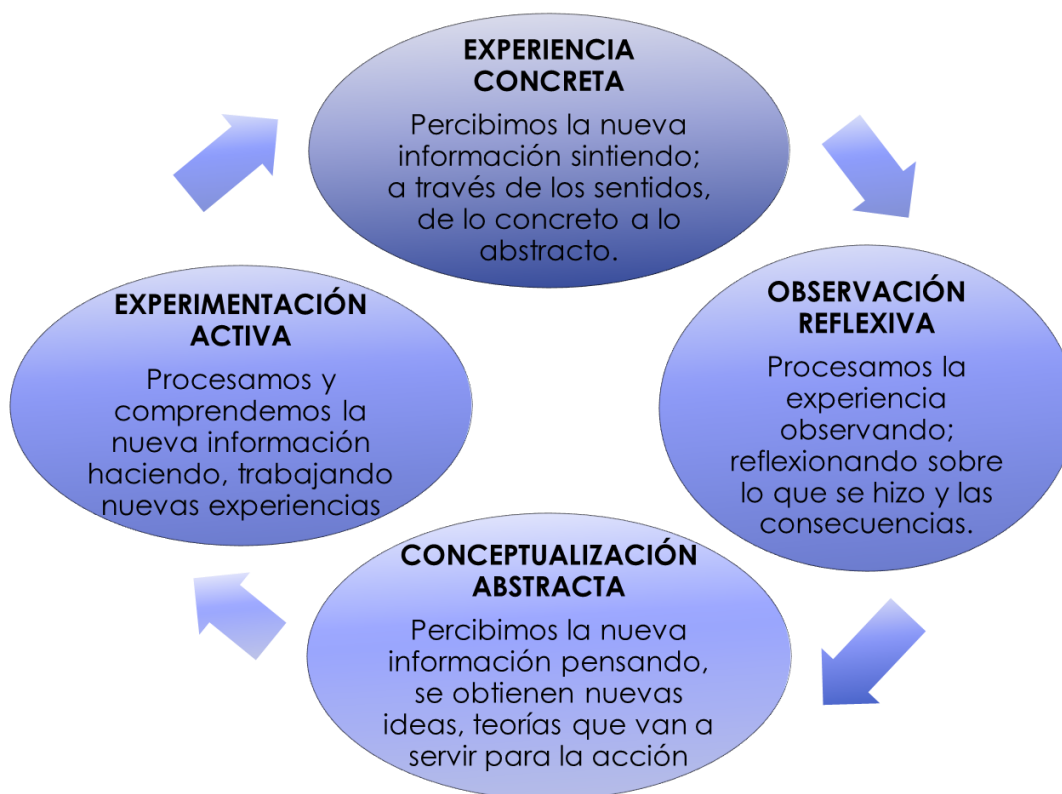 EXPERIENCIA
CONCRETA
Percibimos la nueva
información sintiendo;
a través de los sentidos,
de lo concreto a lo
abstracto.
OBSERVACIÓN
REFLEXIVA
Procesamos la
experiencia
observando;
reflexionando sobre
lo que se hizo y las
consecuencias.
CONCEPTUALIZACIÓN
ABSTRACTA
Percibimos la nueva
información pensando,
se obtienen nuevas
ideas, teorías que van a
servir para la acción
EXPERIMENTACIÓN
ACTIVA
Procesamos y
comprendemos la
nueva información
haciendo, trabajando
nuevas experiencias